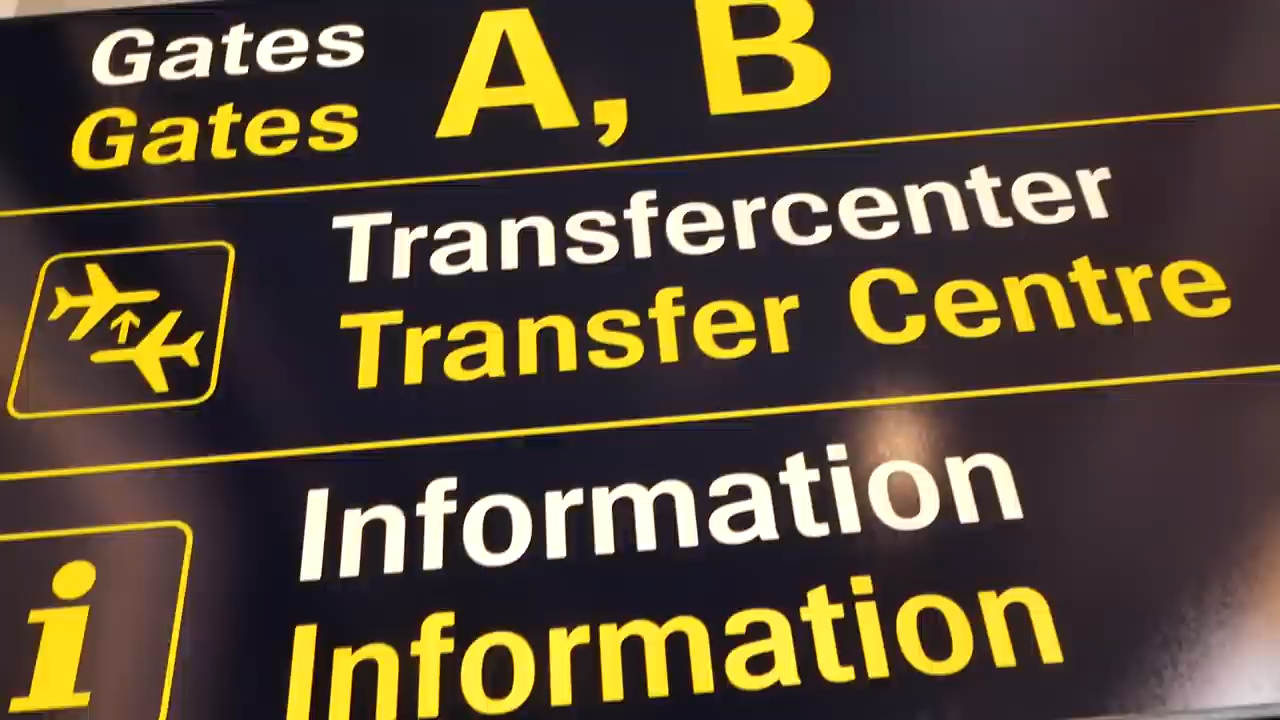 Gates A, B
Gates
Transfercenter
Transfer Centre
Information
i Information